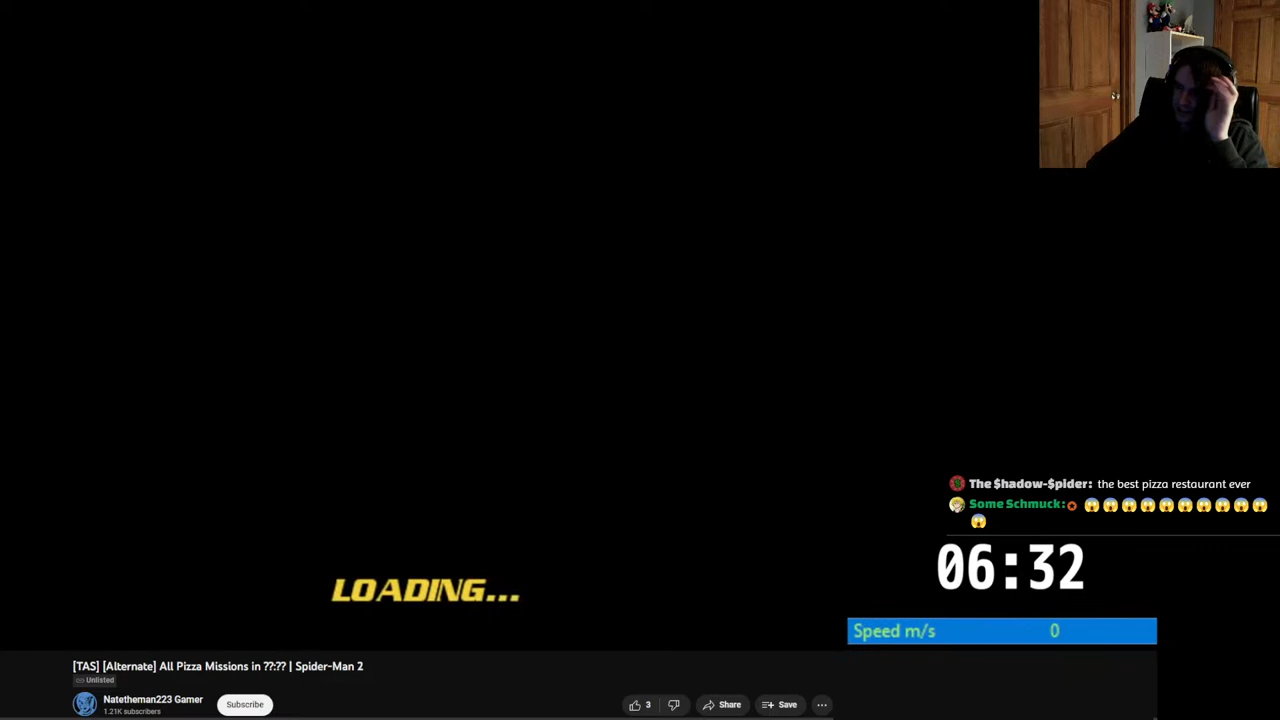 The $hadow-$pider: the best pizza restaurant ever
Some Schmuck: 😱😱😱😱😱😱😱😱😱😱
😱
06:32
LOADING...
Speed m/s 0
[TAS] [Alternate] All Pizza Missions in ??:?? | Spider-Man 2
Unlisted
Natetheman223 Gamer
1.21K subscribers
Subscribe
3
Share
Save